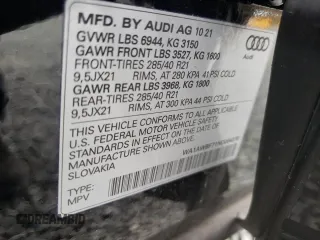 MFD. BY AUDI AG 10 21
GVWR LBS 6944, KG 3150
GAWR FRONT LBS 3527, KG 1600
FRONT-TIRES 285/40 R21
9,5JX21 RIMS, AT 280 KPA 41 PSI COLD
GAWR REAR LBS 3968, KG 1800
REAR-TIRES 285/40 R21
9,5JX21 RIMS, AT 300 KPA 44 PSI COLD
THIS VEHICLE CONFORMS TO ALL APPLICABLE
U.S. FEDERAL MOTOR VEHICLE
SAFETY STANDARDS IN EFFECT ON THE
DATE OF MANUFACTURE SHOWN ABOVE
SLOVAKIA
TYPE:
MPV
DREAMBID